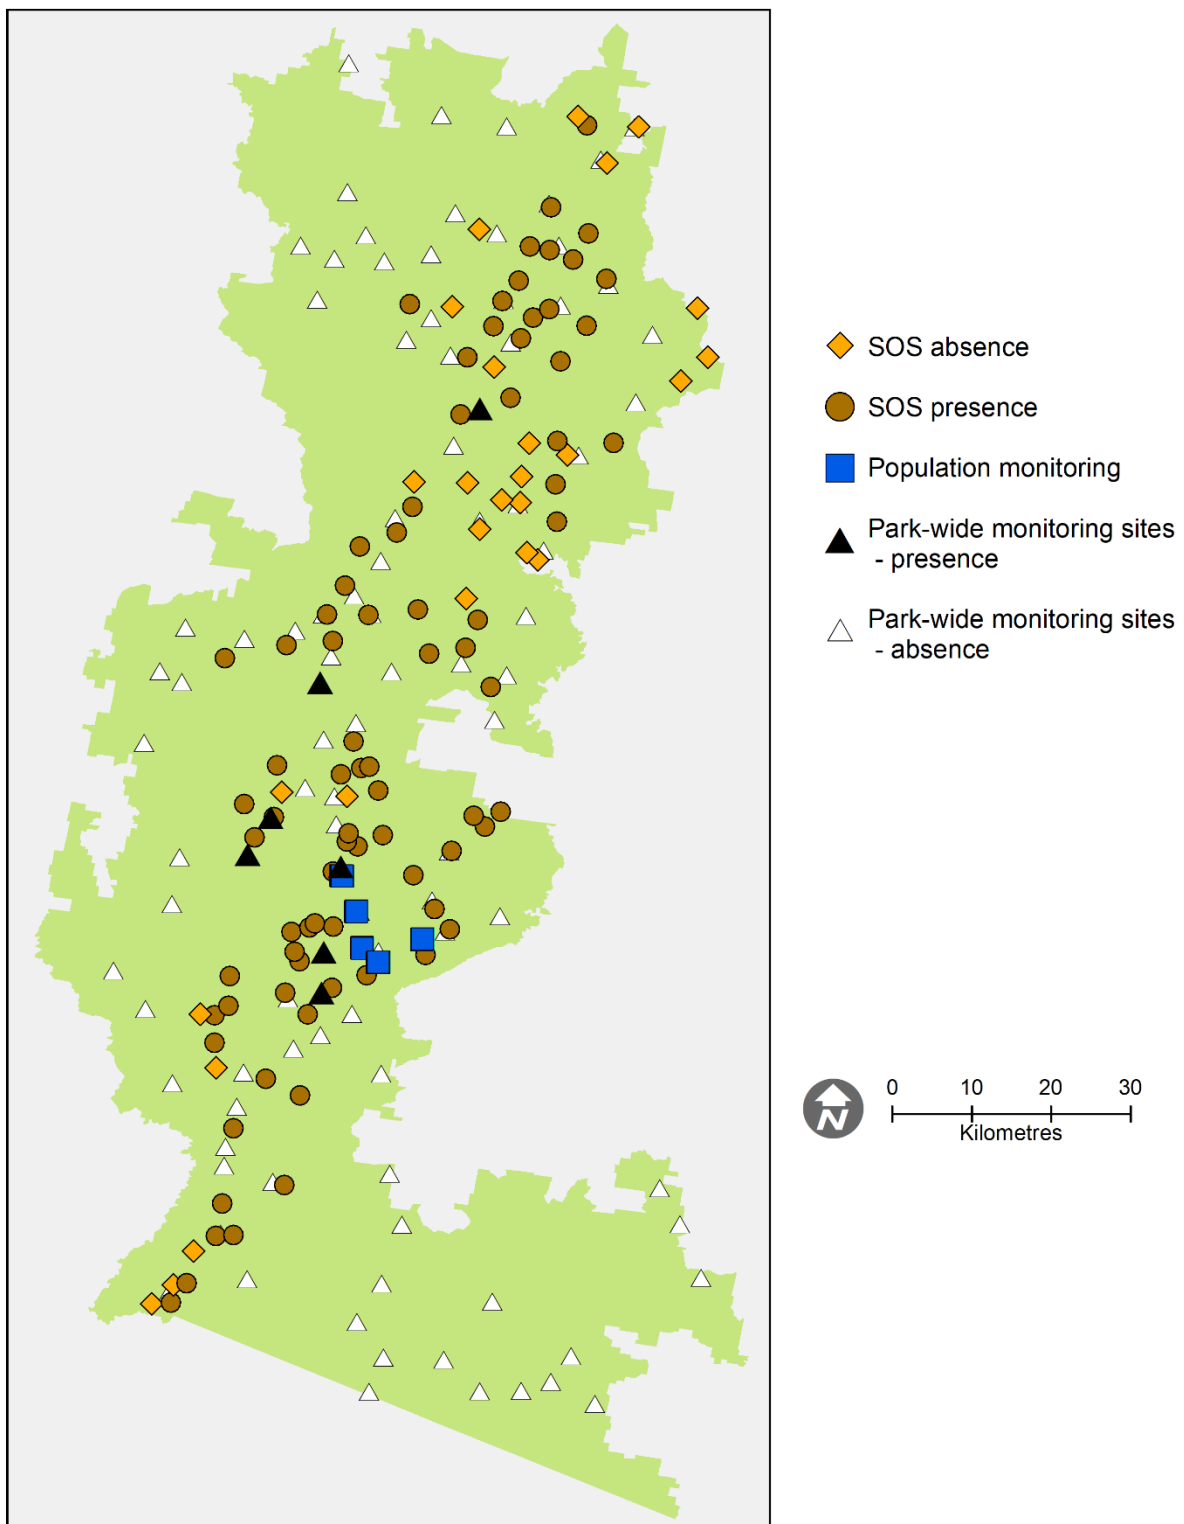 SOS absence
SOS presence
Population monitoring
Park-wide monitoring sites
- presence
Park-wide monitoring sites
- absence
N
0 10 20 30
Kilometres